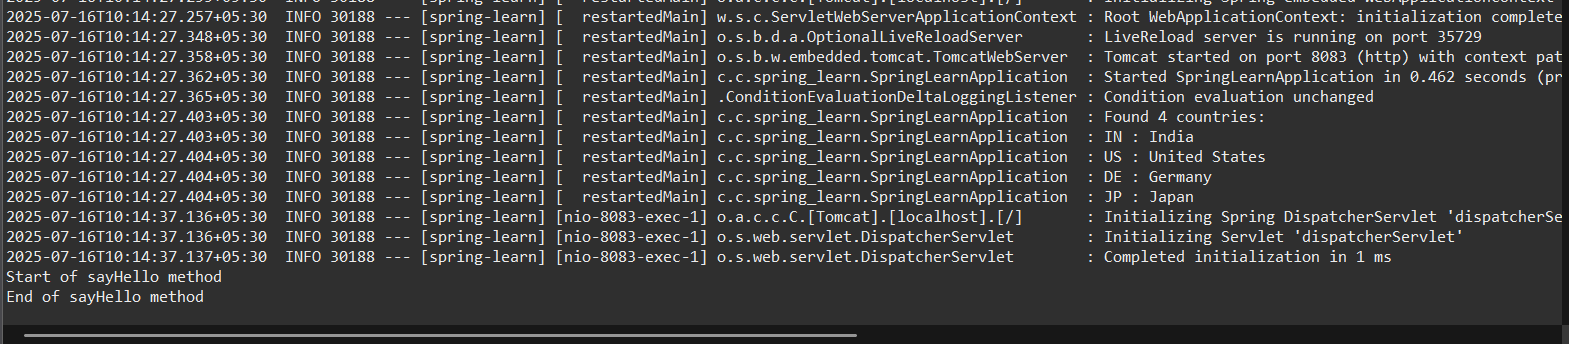 2025-07-16T10:14:27.257+05:30  INFO 30188 --- [spring-learn] [  restartedMain] w.s.c.ServletWebServerApplicationContext : Root WebApplicationContext: initialization complete
2025-07-16T10:14:27.348+05:30  INFO 30188 --- [spring-learn] [  restartedMain] o.s.b.d.a.OptionalLiveReloadServer       : LiveReload server is running on port 35729
2025-07-16T10:14:27.358+05:30  INFO 30188 --- [spring-learn] [  restartedMain] o.s.b.w.embedded.tomcat.TomcatWebServer  : Tomcat started on port 8083 (http) with context pat
2025-07-16T10:14:27.362+05:30  INFO 30188 --- [spring-learn] [  restartedMain] c.c.spring_learn.SpringLearnApplication  : Started SpringLearnApplication in 0.462 seconds (pr
2025-07-16T10:14:27.365+05:30  INFO 30188 --- [spring-learn] [  restartedMain] .ConditionEvaluationDeltaLoggingListener : Condition evaluation unchanged
2025-07-16T10:14:27.403+05:30  INFO 30188 --- [spring-learn] [  restartedMain] c.c.spring_learn.SpringLearnApplication  : Found 4 countries:
2025-07-16T10:14:27.403+05:30  INFO 30188 --- [spring-learn] [  restartedMain] c.c.spring_learn.SpringLearnApplication  : IN : India
2025-07-16T10:14:27.404+05:30  INFO 30188 --- [spring-learn] [  restartedMain] c.c.spring_learn.SpringLearnApplication  : US : United States
2025-07-16T10:14:27.404+05:30  INFO 30188 --- [spring-learn] [  restartedMain] c.c.spring_learn.SpringLearnApplication  : DE : Germany
2025-07-16T10:14:27.404+05:30  INFO 30188 --- [spring-learn] [  restartedMain] c.c.spring_learn.SpringLearnApplication  : JP : Japan
2025-07-16T10:14:37.136+05:30  INFO 30188 --- [spring-learn] [nio-8083-exec-1] o.a.c.c.C.[Tomcat].[localhost].[/]       : Initializing Spring DispatcherServlet 'dispatcherSe
2025-07-16T10:14:37.136+05:30  INFO 30188 --- [spring-learn] [nio-8083-exec-1] o.s.web.servlet.DispatcherServlet        : Initializing Servlet 'dispatcherServlet'
2025-07-16T10:14:37.137+05:30  INFO 30188 --- [spring-learn] [nio-8083-exec-1] o.s.web.servlet.DispatcherServlet        : Completed initialization in 1 ms
Start of sayHello method
End of sayHello method